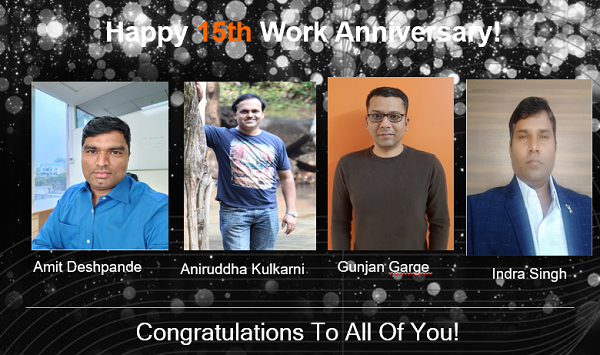 Happy 15th Work Anniversary!
Amit Deshpande
Aniruddha Kulkarni
Gunjan Garge
Indra Singh
Congratulations To All Of You!